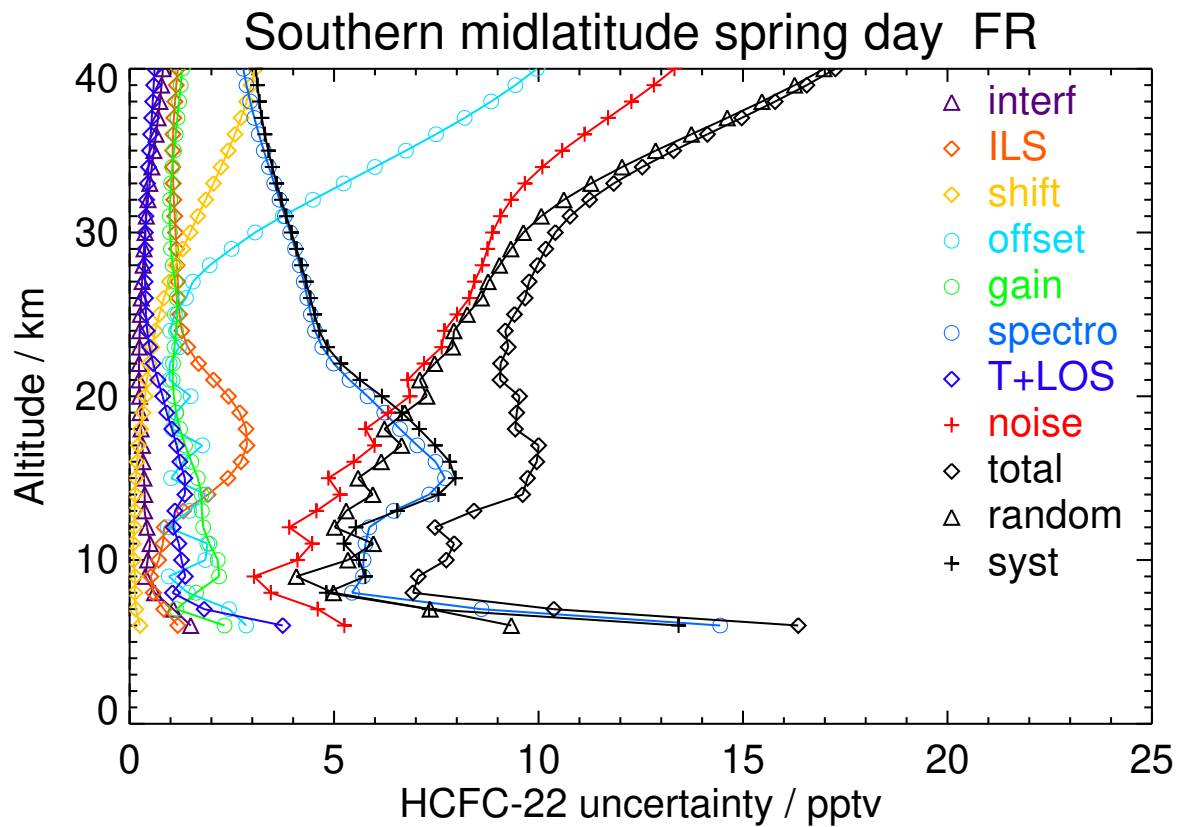 Southern midlatitude spring day FR
40
30
20
10
0
Altitude / km
interf
ILS
shift
offset
gain
spectro
T+LOS
noise
total
random
syst
0 5 10 15 20 25
HCFC-22 uncertainty / pptv